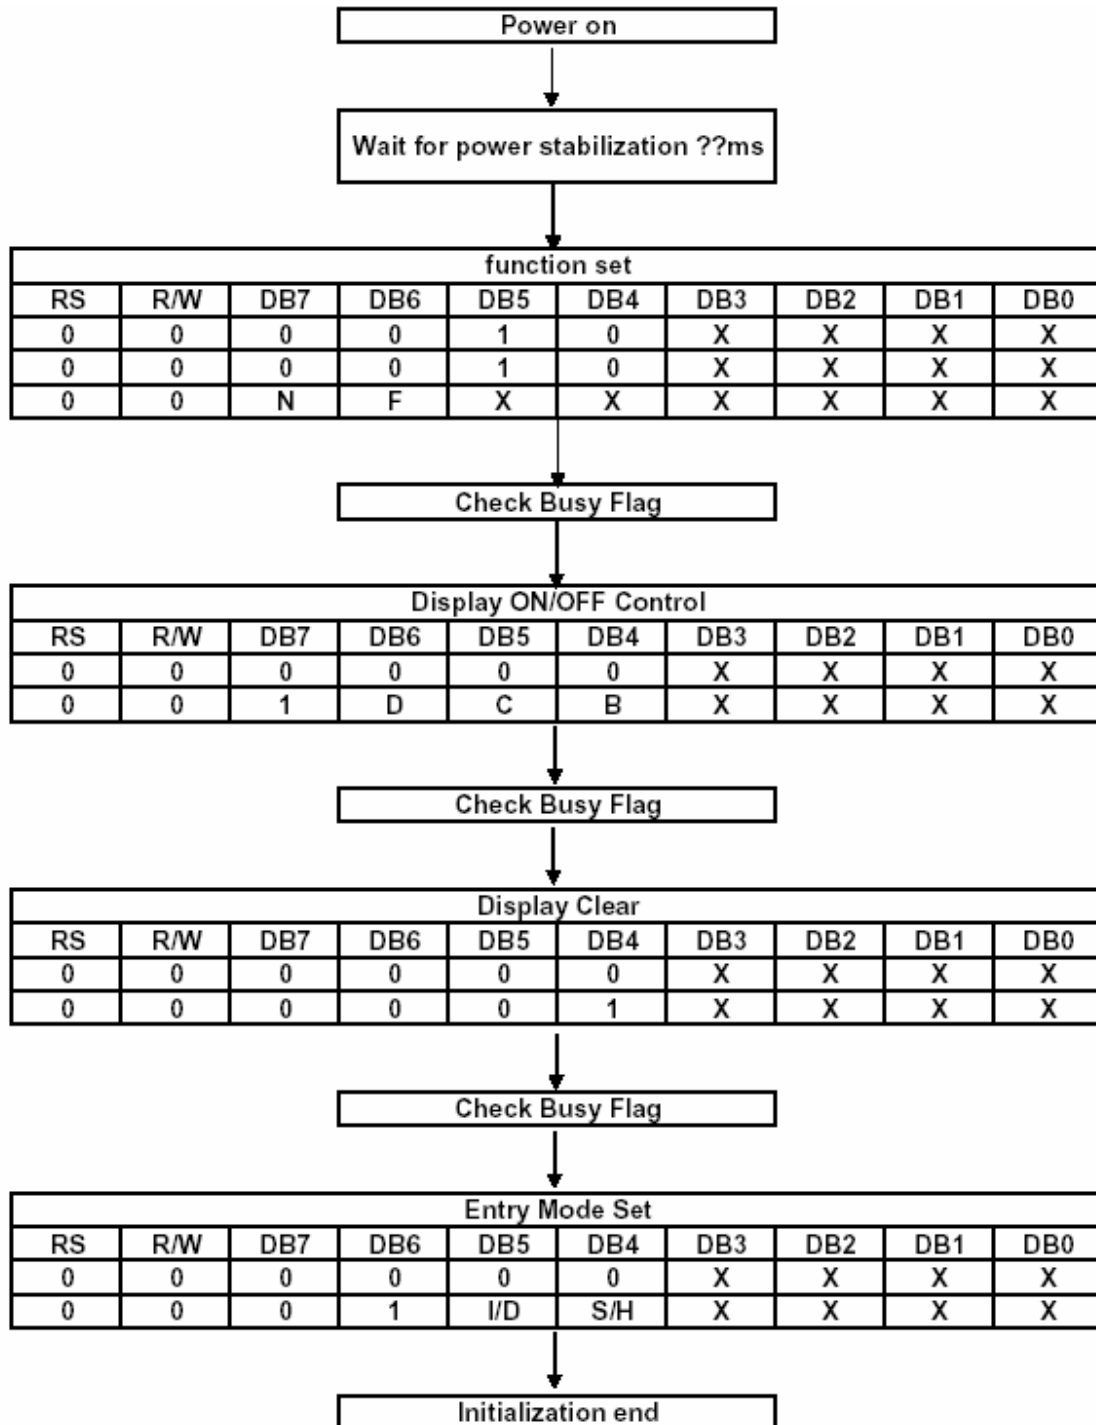 Power on
Wait for power stabilization ??ms
function set
RS R/W DB7 DB6 DB5 DB4 DB3 DB2 DB1 DB0
0 0 0 0 1 0 X X X X
0 0 0 0 1 0 X X X X
0 0 N F X X X X X X
Check Busy Flag
Display ON/OFF Control
RS R/W DB7 DB6 DB5 DB4 DB3 DB2 DB1 DB0
0 0 0 0 0 0 X X X X
0 0 1 D C B X X X X
Check Busy Flag
Display Clear
RS R/W DB7 DB6 DB5 DB4 DB3 DB2 DB1 DB0
0 0 0 0 0 0 X X X X
0 0 0 0 0 1 X X X X
Check Busy Flag
Entry Mode Set
RS R/W DB7 DB6 DB5 DB4 DB3 DB2 DB1 DB0
0 0 0 0 0 0 X X X X
0 0 0 1 I/D S/H X X X X
Initialization end